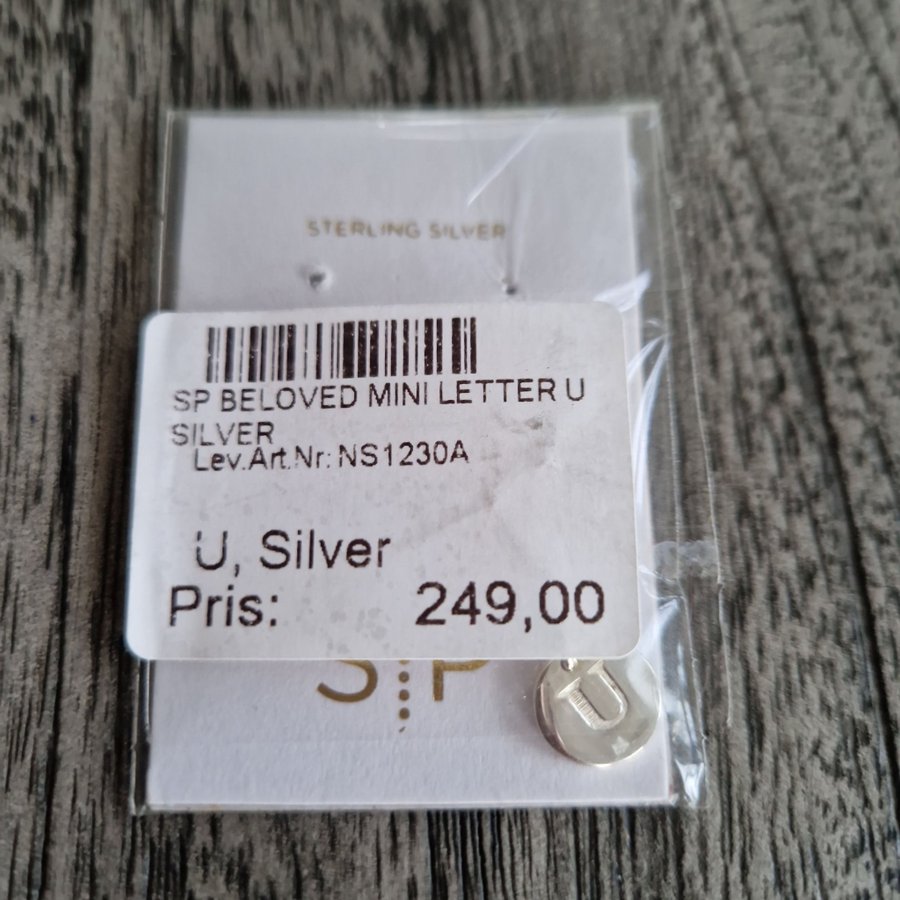 STERLING SILVER
SP BELOVED MINI LETTER U
SILVER
Lev.Art.Nr: NS1230A
U, Silver
Pris: 249,00
S P
U